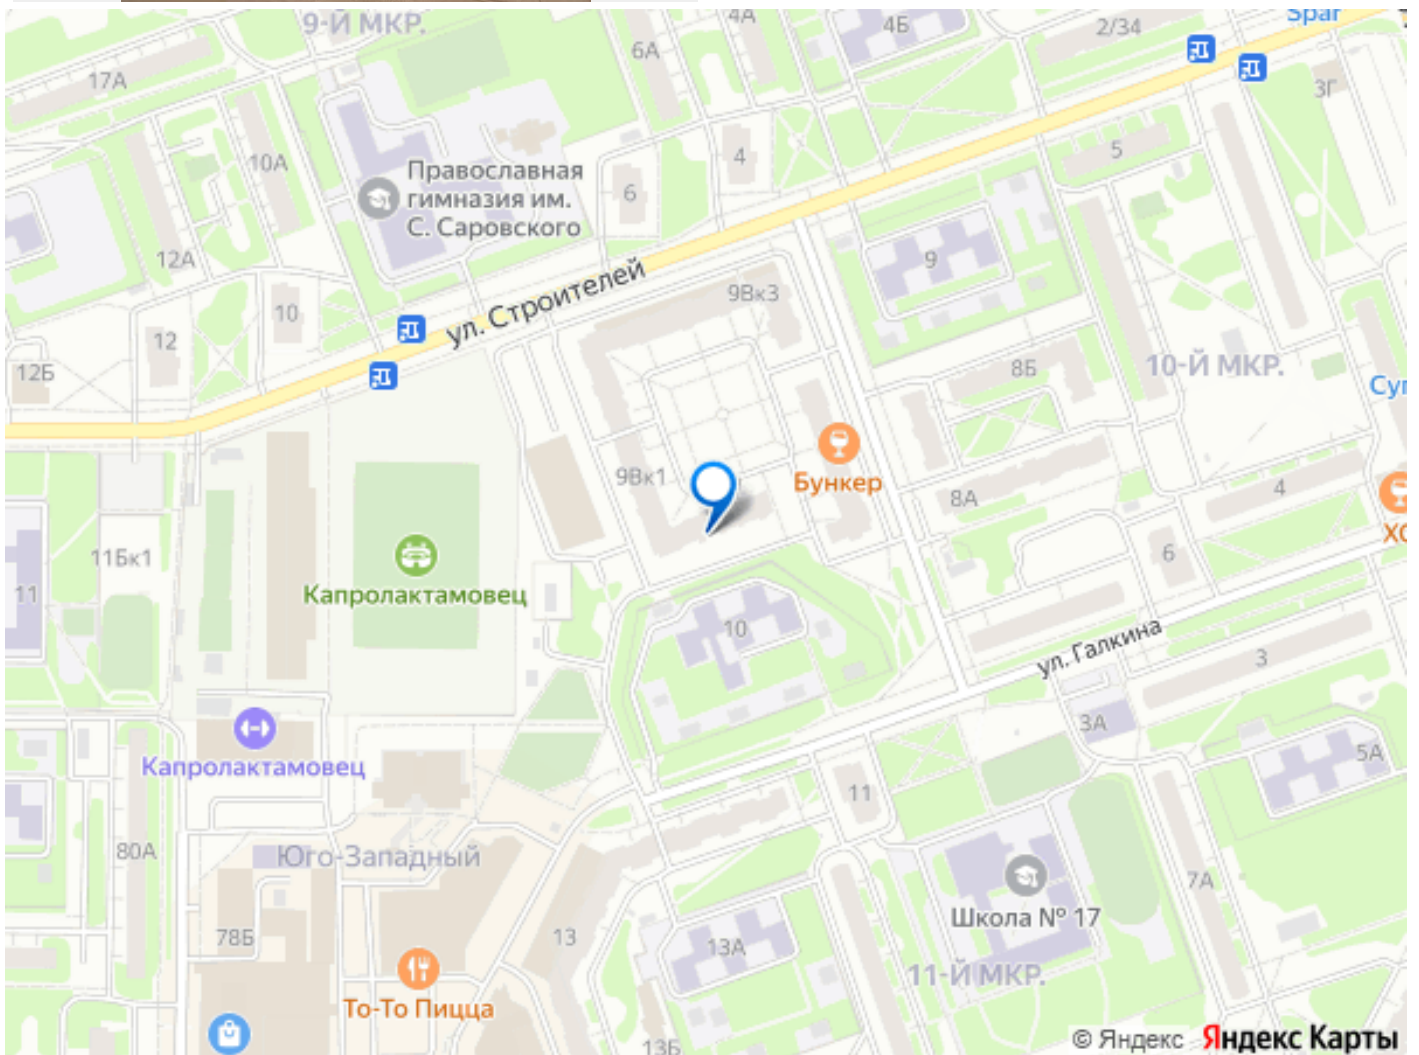 9-Й МКР.
4А
4Б
2/34
Spar
6А
17А
3Г
10А
4
5
Православная
гимназия им.
С. Саровского
6
12А
9
ул. Строителей
9Вк3
10
12
12Б
8Б
10-Й МКР.
9Вк1
Бункер
8А
4
11Бк1
6
11
Капролактамовец
10
ул. Галкина
3
3А
5А
Капролактамовец
11
80А
Юго-Западный
7А
Школа № 17
78Б
13
13А
11-Й МКР.
То-То Пицца
13Б
© Яндекс Яндекс Карты